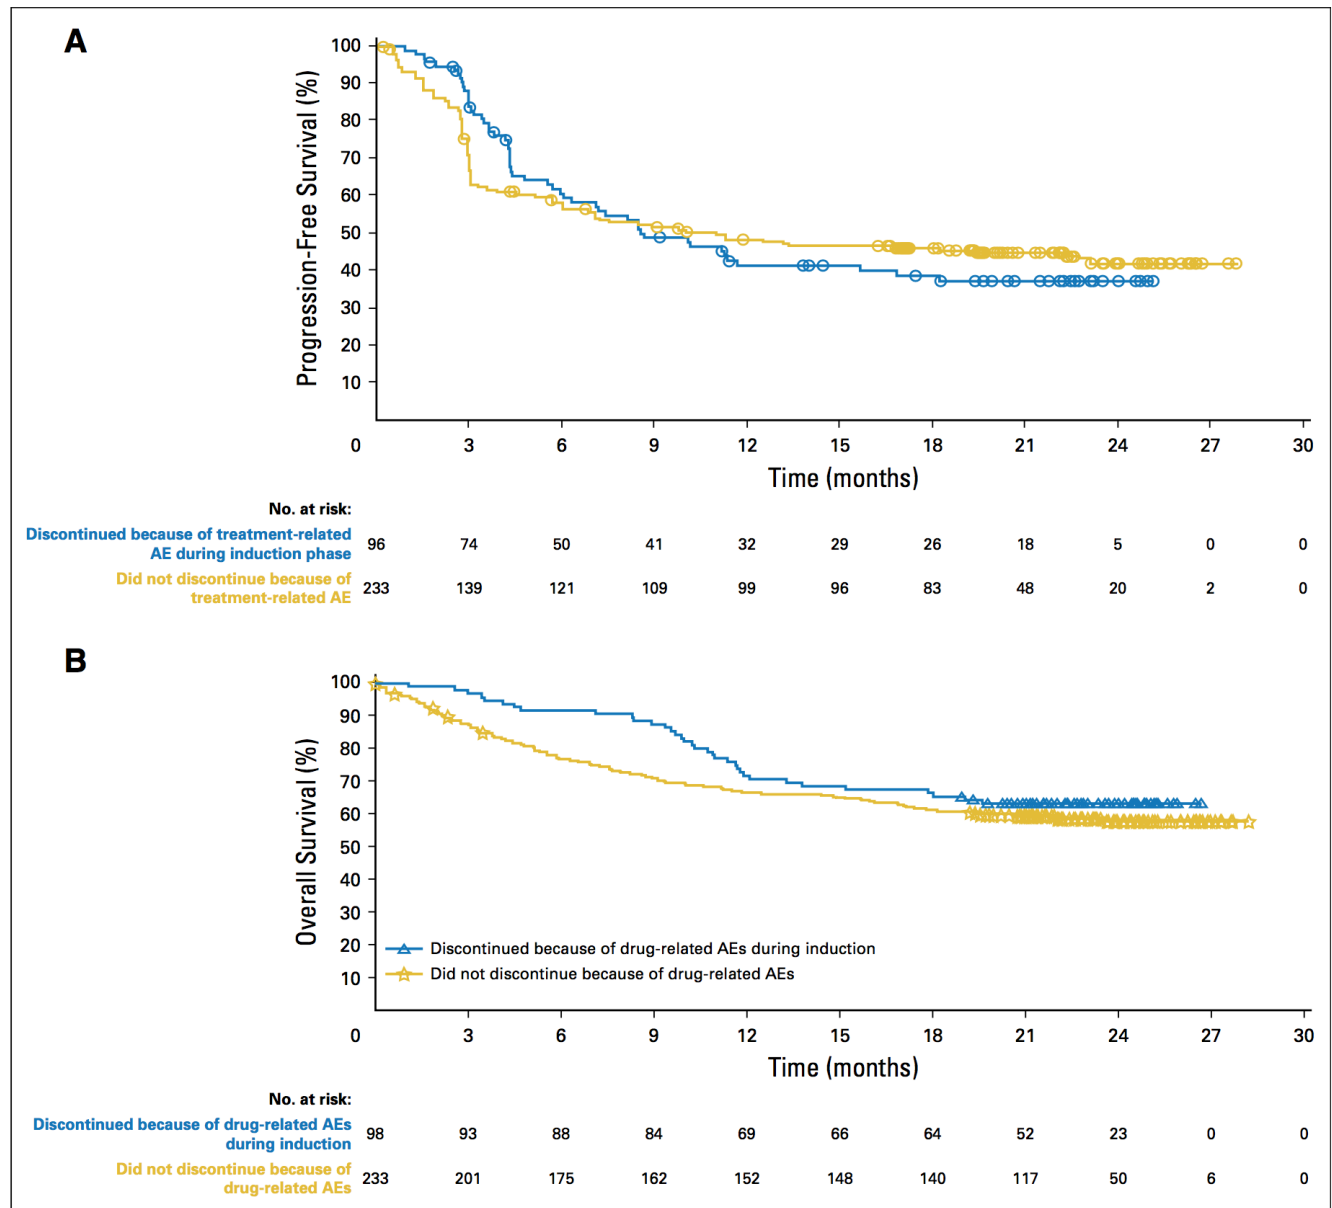 A
Progression-Free Survival (%)
100
90
80
70
60
50
40
30
20
10
0 3 6 9 12 15 18 21 24 27 30
Time (months)
No. at risk:
Discontinued because of treatment-related
AE during induction phase
96 74 50 41 32 29 26 18 5 0 0
Did not discontinue because of
treatment-related AE
233 139 121 109 99 96 83 48 20 2 0
B
Overall Survival (%)
100
90
80
70
60
50
40
30
20
10
Discontinued because of drug-related AEs during induction
Did not discontinue because of drug-related AEs
0 3 6 9 12 15 18 21 24 27 30
Time (months)
No. at risk:
Discontinued because of drug-related AEs
during induction
98 93 88 84 69 66 64 52 23 0 0
Did not discontinue because of
drug-related AEs
233 201 175 162 152 148 140 117 50 6 0